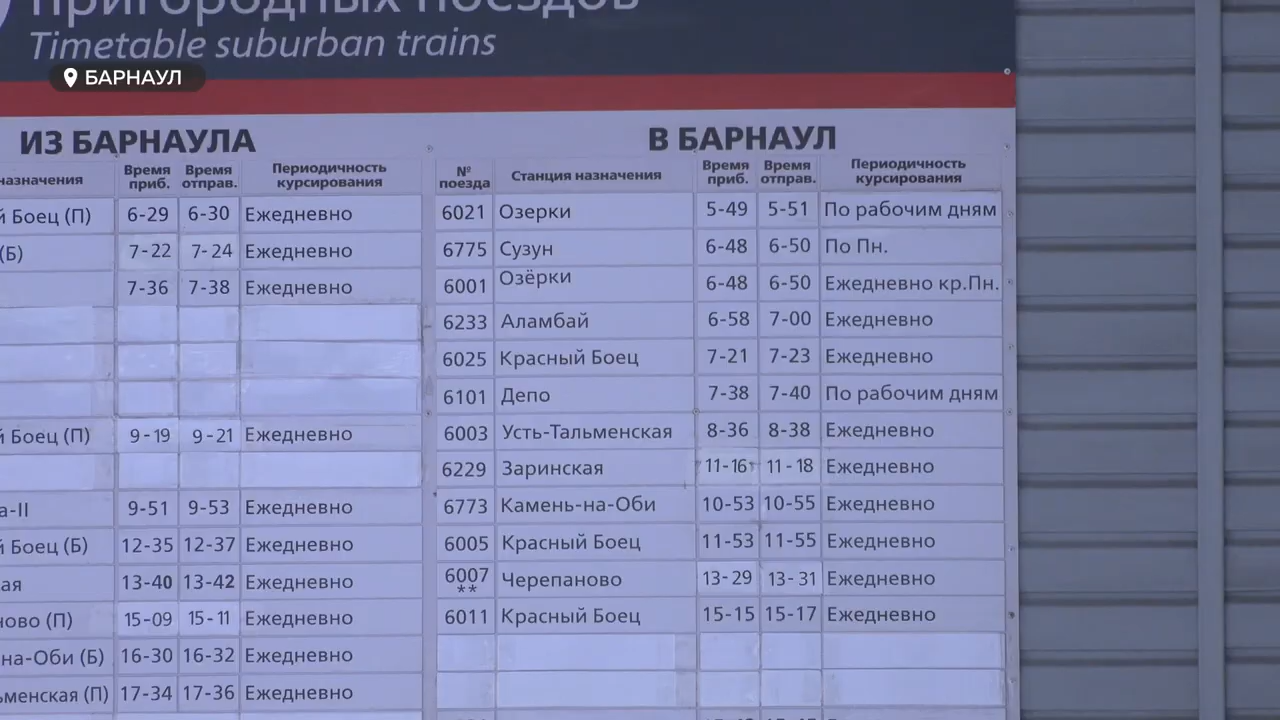 пригородных поездов
Timetable suburban trains
БАРНАУЛ
ИЗ БАРНАУЛА
назначения Время приб. Время отправ. Периодичность курсирования
й Боец (П) 6-29 6-30 Ежедневно
(Б) 7-22 7-24 Ежедневно
7-36 7-38 Ежедневно
й Боец (П) 9-19 9-21 Ежедневно
а-II 9-51 9-53 Ежедневно
й Боец (Б) 12-35 12-37 Ежедневно
ая 13-40 13-42 Ежедневно
ново (П) 15-09 15-11 Ежедневно
на-Оби (Б) 16-30 16-32 Ежедневно
ьменская (П) 17-34 17-36 Ежедневно
В БАРНАУЛ
№ поезда Станция назначения Время приб. Время отправ. Периодичность курсирования
6021 Озерки 5-49 5-51 По рабочим дням
6775 Сузун 6-48 6-50 По Пн.
6001 Озёрки 6-48 6-50 Ежедневно кр.Пн.
6233 Аламбай 6-58 7-00 Ежедневно
6025 Красный Боец 7-21 7-23 Ежедневно
6101 Депо 7-38 7-40 По рабочим дням
6003 Усть-Тальменская 8-36 8-38 Ежедневно
6229 Заринская 11-16 11-18 Ежедневно
6773 Камень-на-Оби 10-53 10-55 Ежедневно
6005 Красный Боец 11-53 11-55 Ежедневно
6007 ** Черепаново 13-29 13-31 Ежедневно
6011 Красный Боец 15-15 15-17 Ежедневно